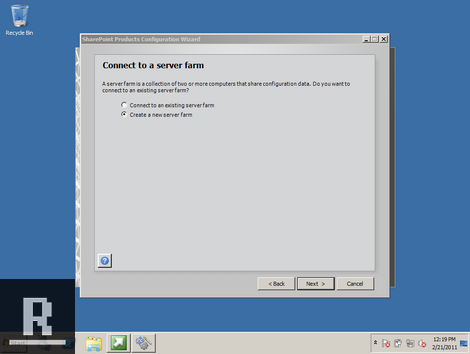 Recycle Bin
SharePoint Products Configuration Wizard
Connect to a server farm
A server farm is a collection of two or more computers that share configuration data. Do you want to
connect to an existing server farm?
Connect to an existing server farm
Create a new server farm
< Back
Next >
Cancel
R
Start
12:19 PM
2/21/2011